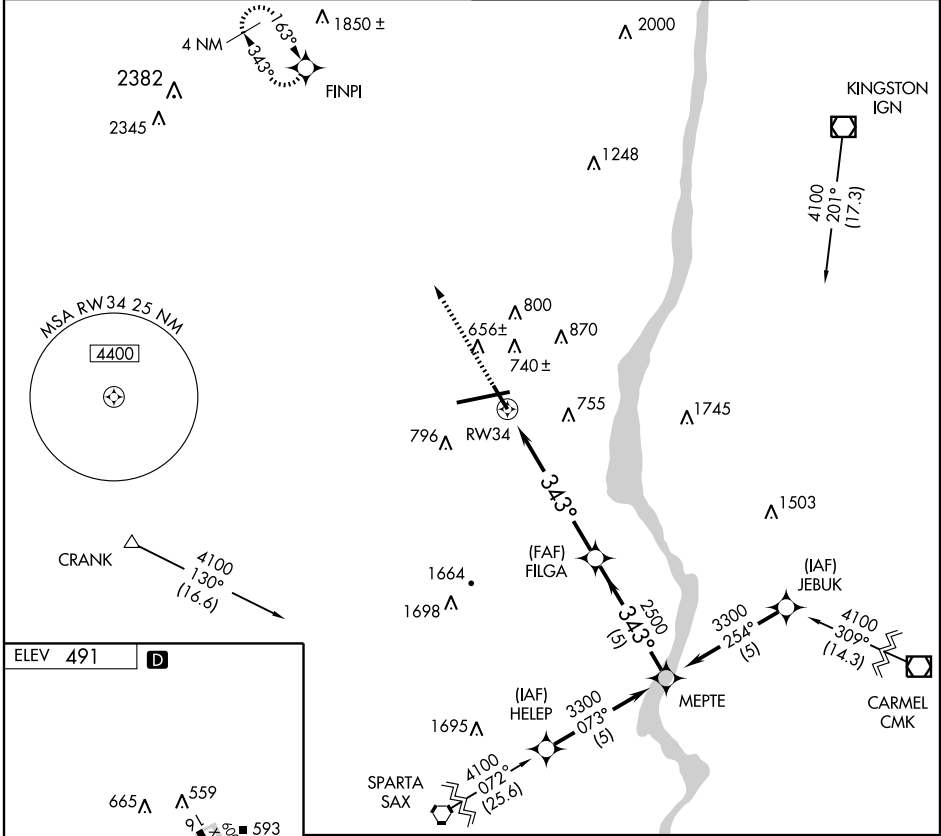 1850 ±
2000
163°
4 NM
343°
FINPI
2382
2345
KINGSTON
IGN
1248
4100
201°
(17.3)
MSA RW34 25 NM
4400
800
656±
870
740 ±
755
1745
796
RW34
343°
1503
CRANK
4100
130°
(16.6)
(FAF)
FILGA
1664
1698
(IAF)
JEBUK
2500
343°
(5)
3300
254°
(5)
4100
309°
(14.3)
ELEV 491
D
MEPTE
CARMEL
CMK
(IAF)
HELEP
3300
073°
(5)
1695
4100
072°
(25.6)
SPARTA
SAX
665
559
593
16